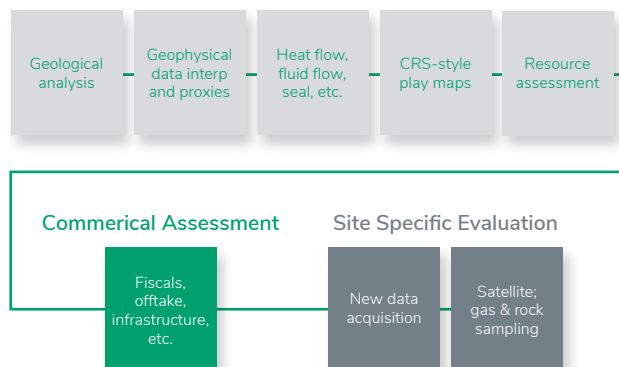 Geological
analysis
Geophysical
data interp
and proxies
Heat flow,
fluid flow,
seal, etc.
CRS-style
play maps
Resource
assessment
Commerical Assessment
Fiscals,
offtake,
infrastructure,
etc.
Site Specific Evaluation
New data
acquisition
Satellite;
gas & rock
sampling